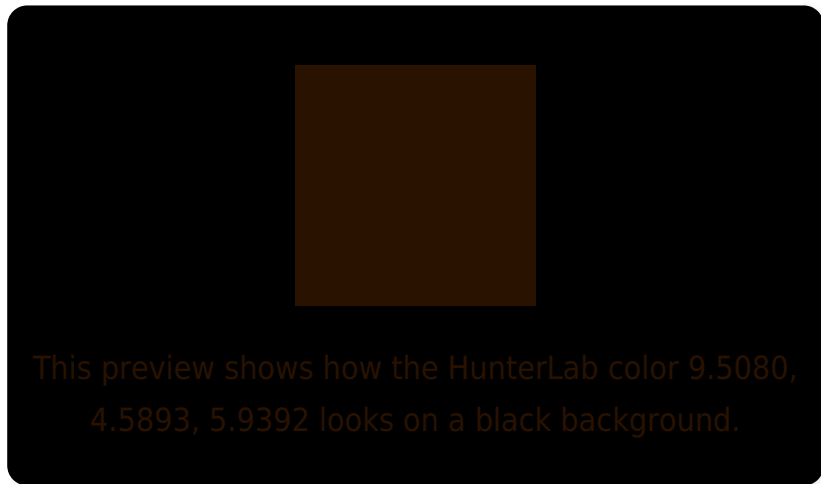 This preview shows how the HunterLab color 9.5080,
4.5893, 5.9392 looks on a black background.